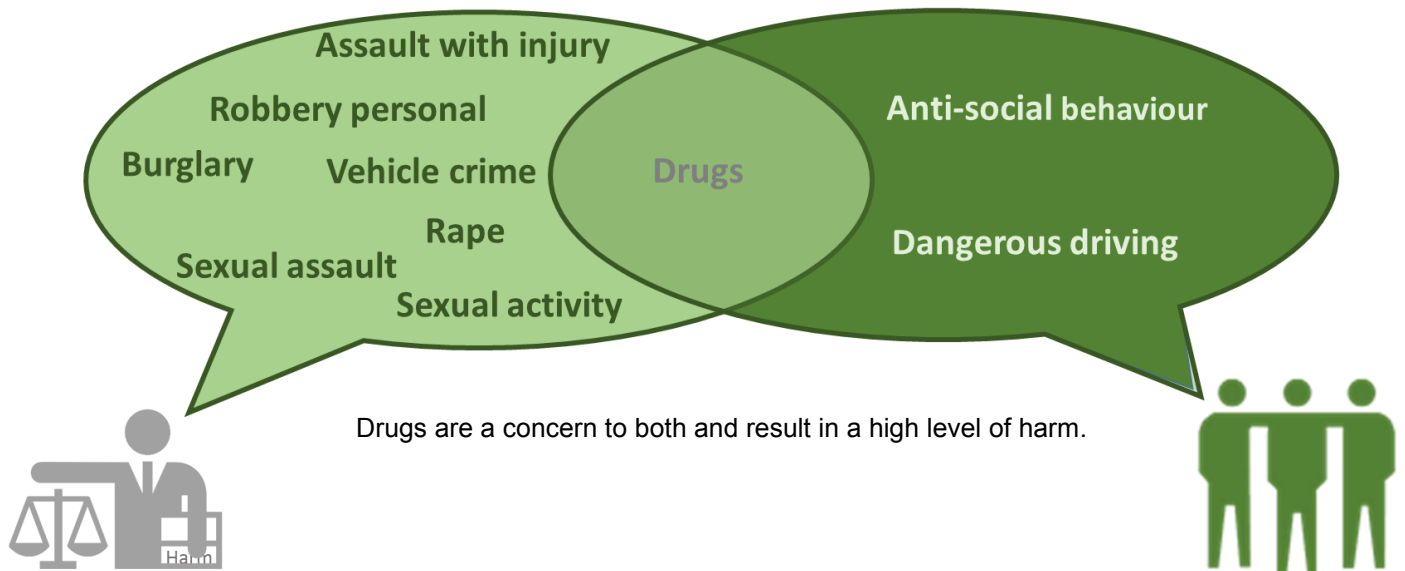 Assault with injury
Robbery personal
Burglary
Vehicle crime
Rape
Sexual assault
Sexual activity
Drugs
Anti-social behaviour
Dangerous driving
Drugs are a concern to both and result in a high level of harm.
Harm